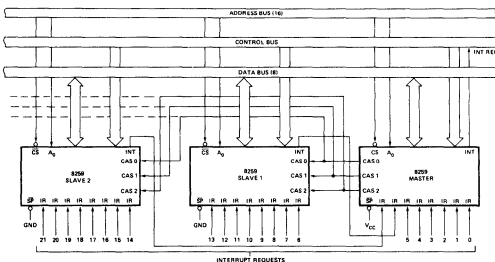 ADDRESS BUS (16)
CONTROL BUS
INT REQ
DATA BUS (8)
CS A0 INT
8259
SLAVE 2
CAS 0
CAS 1
CAS 2
SP IR IR IR IR IR IR IR IR
GND
21 20 19 18 17 16 15 14
CS A0 INT
8259
SLAVE 1
CAS 0
CAS 1
CAS 2
SP IR IR IR IR IR IR IR IR
GND
13 12 11 10 9 8 7 6
CS A0 INT
CAS 0
CAS 1
CAS 2
8259
MASTER
SP IR IR IR IR IR IR IR IR
VCC
5 4 3 2 1 0
INTERRUPT REQUESTS